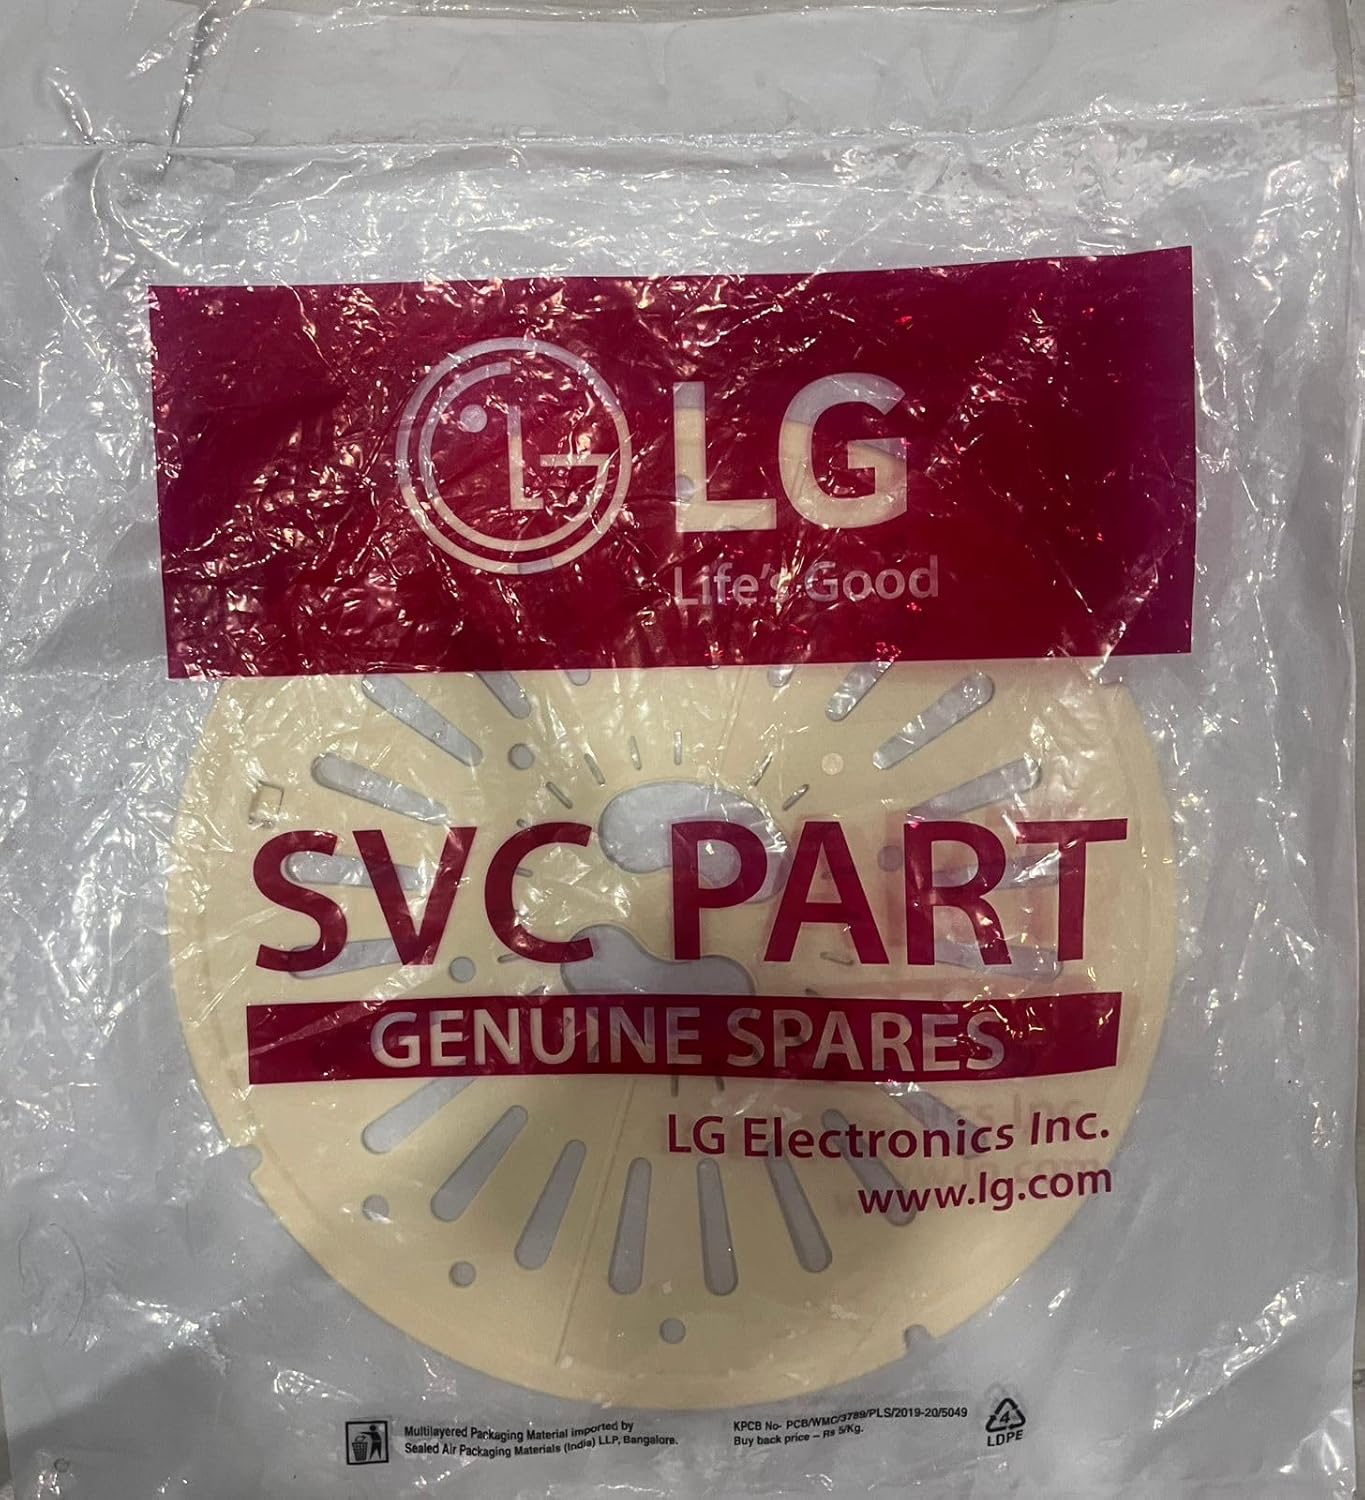 LG
Life's Good
SVC PART
GENUINE SPARES
LG Electronics Inc.
www.lg.com
Multilayered Packaging Material imported by
Sealed Air Packaging Materials (India) LLP, Bangalore.
KPCB No- PCB/WMC/3789/PLS/2019-20/5049
Buy back price – Rs 5/Kg.
4
LDPE